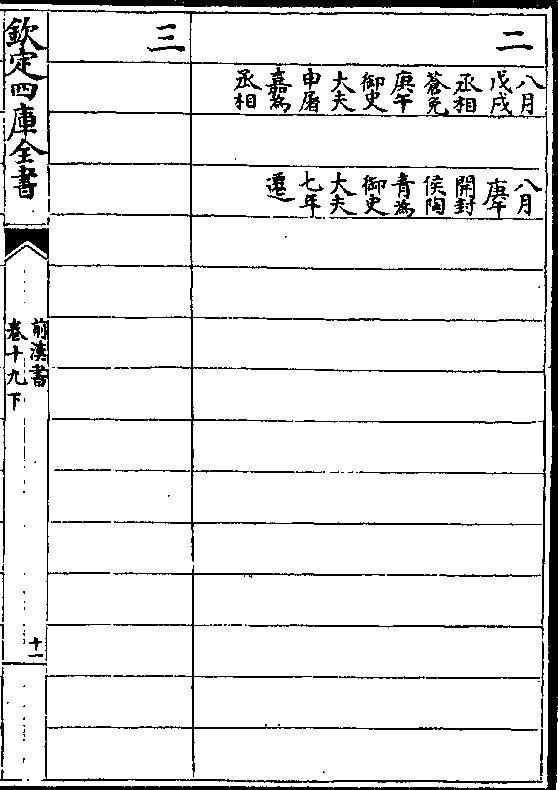 二
八月
戊戌
丞相
蒼免
庚午
御史
大夫
申屠
嘉為
丞相
八月
庚午
開封
侯陶
青為
御史
大夫
七年
遷
三
欽定四庫全書
前漢書
卷十九下
十一